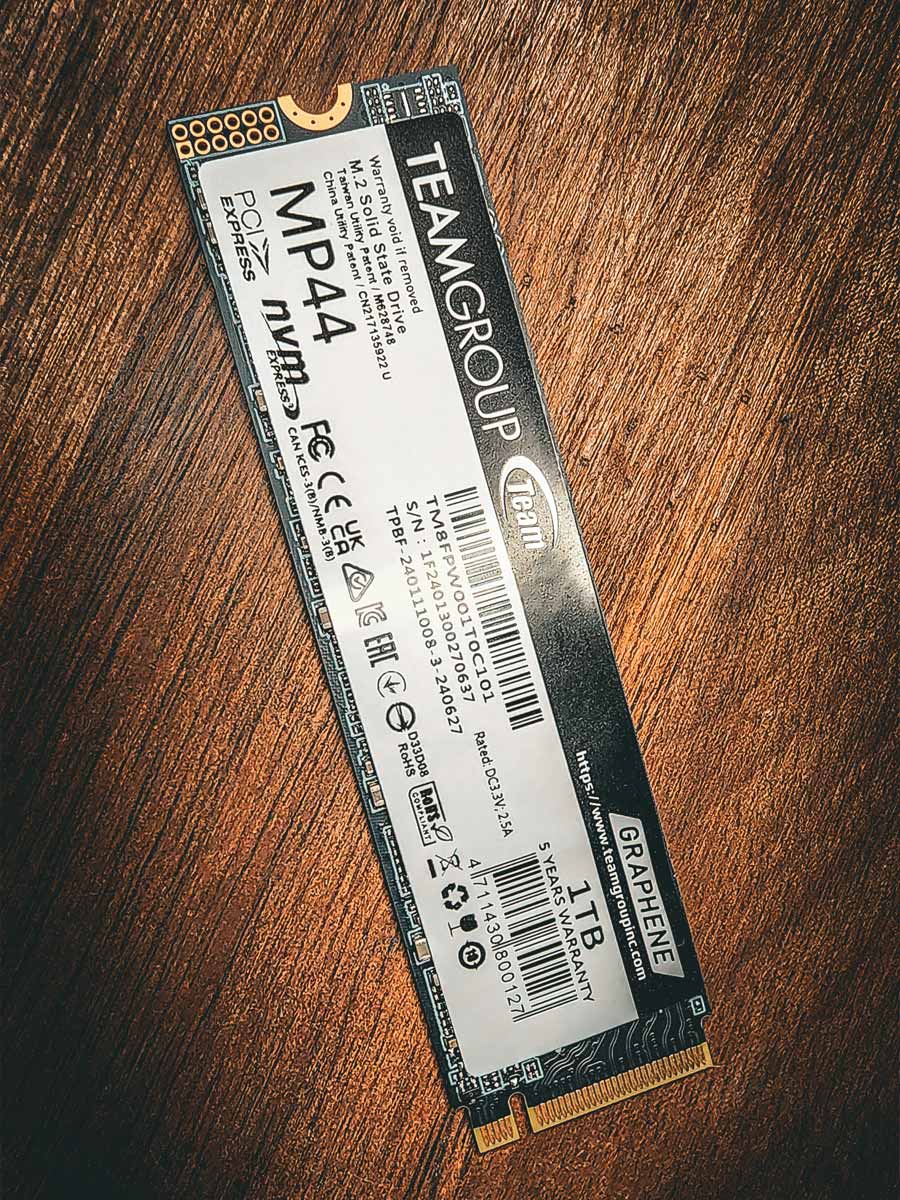 TEAMGROUP
Team
GRAPHENE
https://www.teamgroupinc.com
Warranty void if removed
M.2 Solid State Drive
Taiwan Utility Patent / M628748
China Utility Patent / CN217135922 U
MP44
PCI
EXPRESS
nvm
EXPRESS
FC CE UK
CA
CAN ICES-3(B)/NMB-3(B)
TM8FPW001T0C101
S/N : 1F2401300270637
TPBF-240111008-3-240627
EAC
D33D08
RoHS
RoHS
COMPLIANT
Rated: DC3.3V; 2.5A
1TB
5 YEARS WARRANTY
4 711430 800127